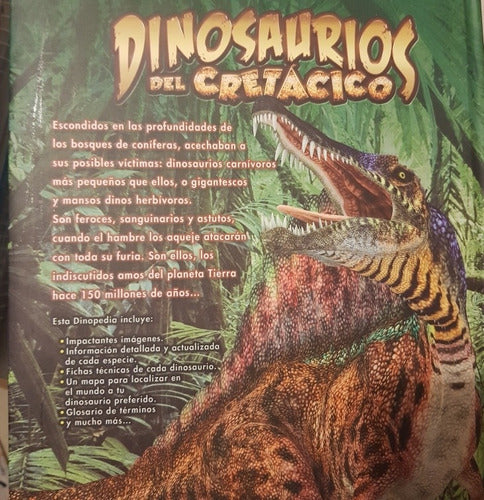 DINOSAURIOS
DEL CRETÁCICO
Escondidos en las profundidades de
los bosques de coníferas, acechaban a
sus posibles víctimas: dinosaurios carnívoros
más pequeños que ellos, o gigantescos
y mansos dinos herbívoros.
Son feroces, sanguinarios y astutos,
cuando el hombre los aqueje atacarán
con toda su furia. Son ellos, los
indiscutidos amos del planeta Tierra
hace 150 millones de años...
Esta Dinopedia incluye:
• Impactantes imágenes.
• Información detallada y actualizada
de cada especie.
• Fichas técnicas de cada dinosaurio.
• Un mapa para localizar en
el mundo a tu
dinosaurio preferido.
• Glosario de términos
• y mucho más...